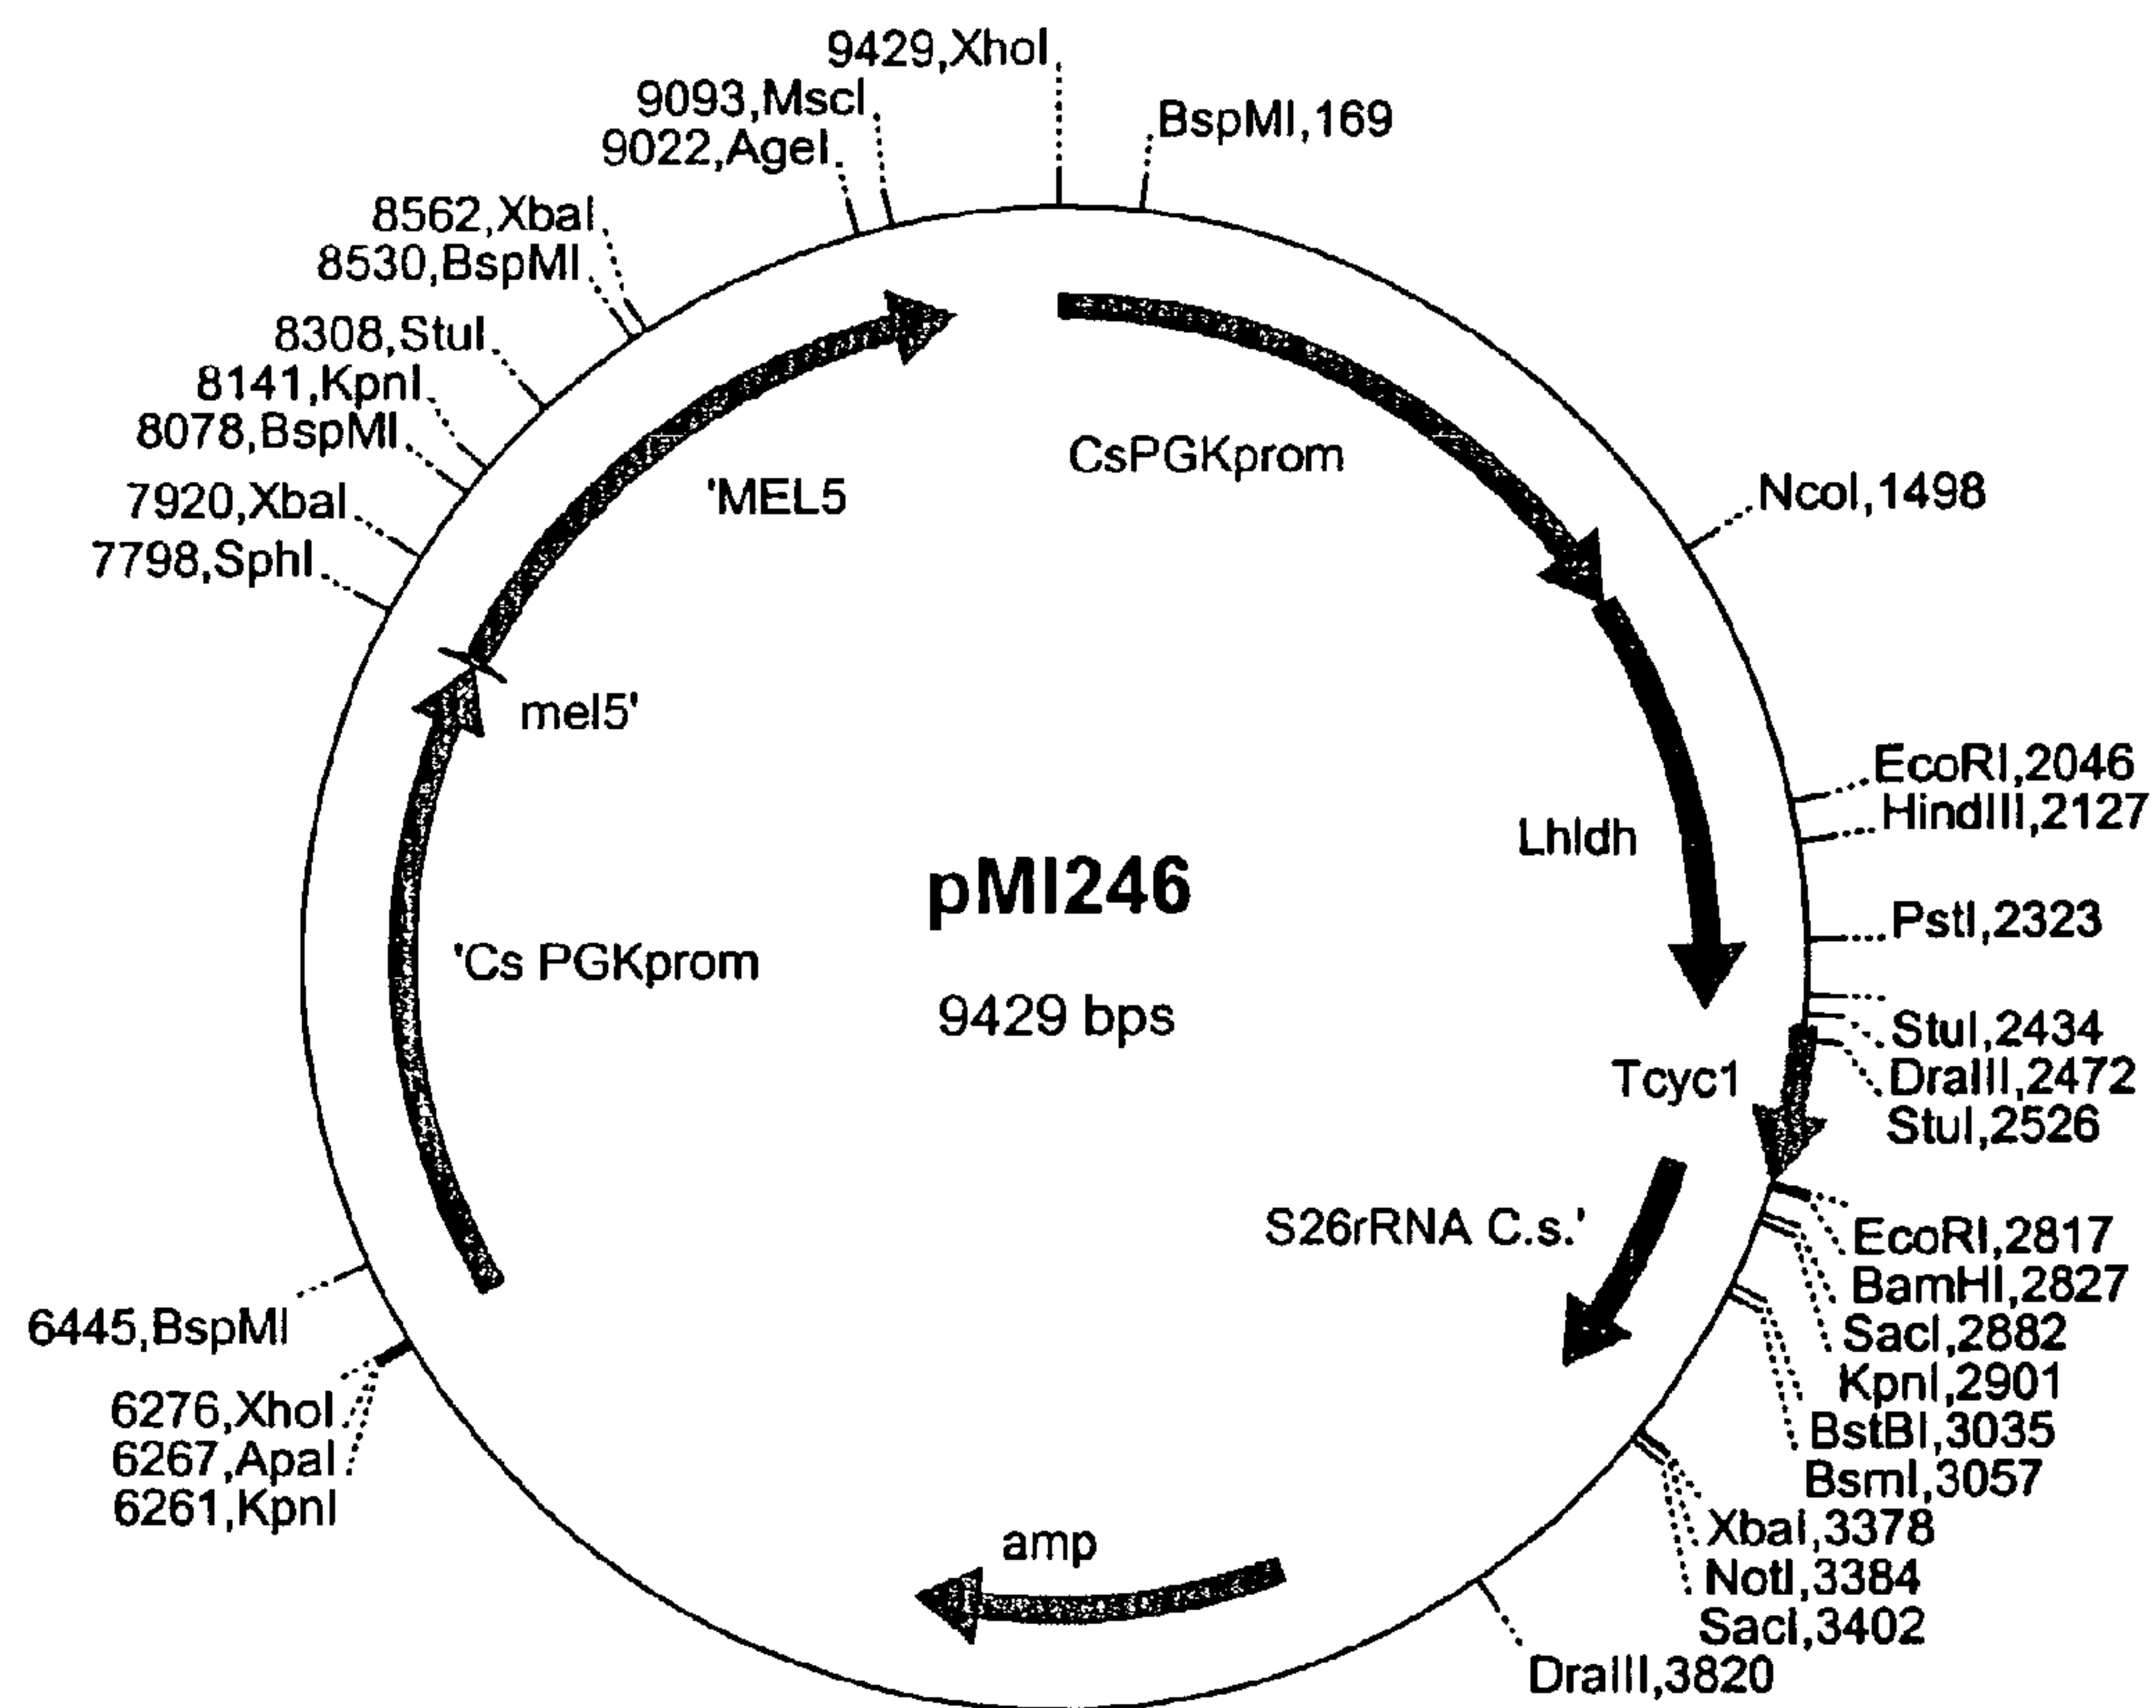 9429,XhoI
9093,MscI
9022,AgeI
BspMI,169
8562,XbaI
8530,BspMI
8308,StuI
8141,KpnI
8078,BspMI
7920,XbaI
7798,SphI
CsPGKprom
'MEL5
NcoI,1498
mel5'
EcoRI,2046
HindIII,2127
Lhldh
pMI246
PstI,2323
'Cs PGKprom
9429 bps
StuI,2434
DraIII,2472
StuI,2526
Tcyc1
S26rRNA C.s.'
EcoRI,2817
BamHI,2827
SacI,2882
KpnI,2901
BstBI,3035
BsmI,3057
6445,BspMI
6276,XhoI
6267,ApaI
6261,KpnI
XbaI,3378
NotI,3384
SacI,3402
amp
DraIII,3820